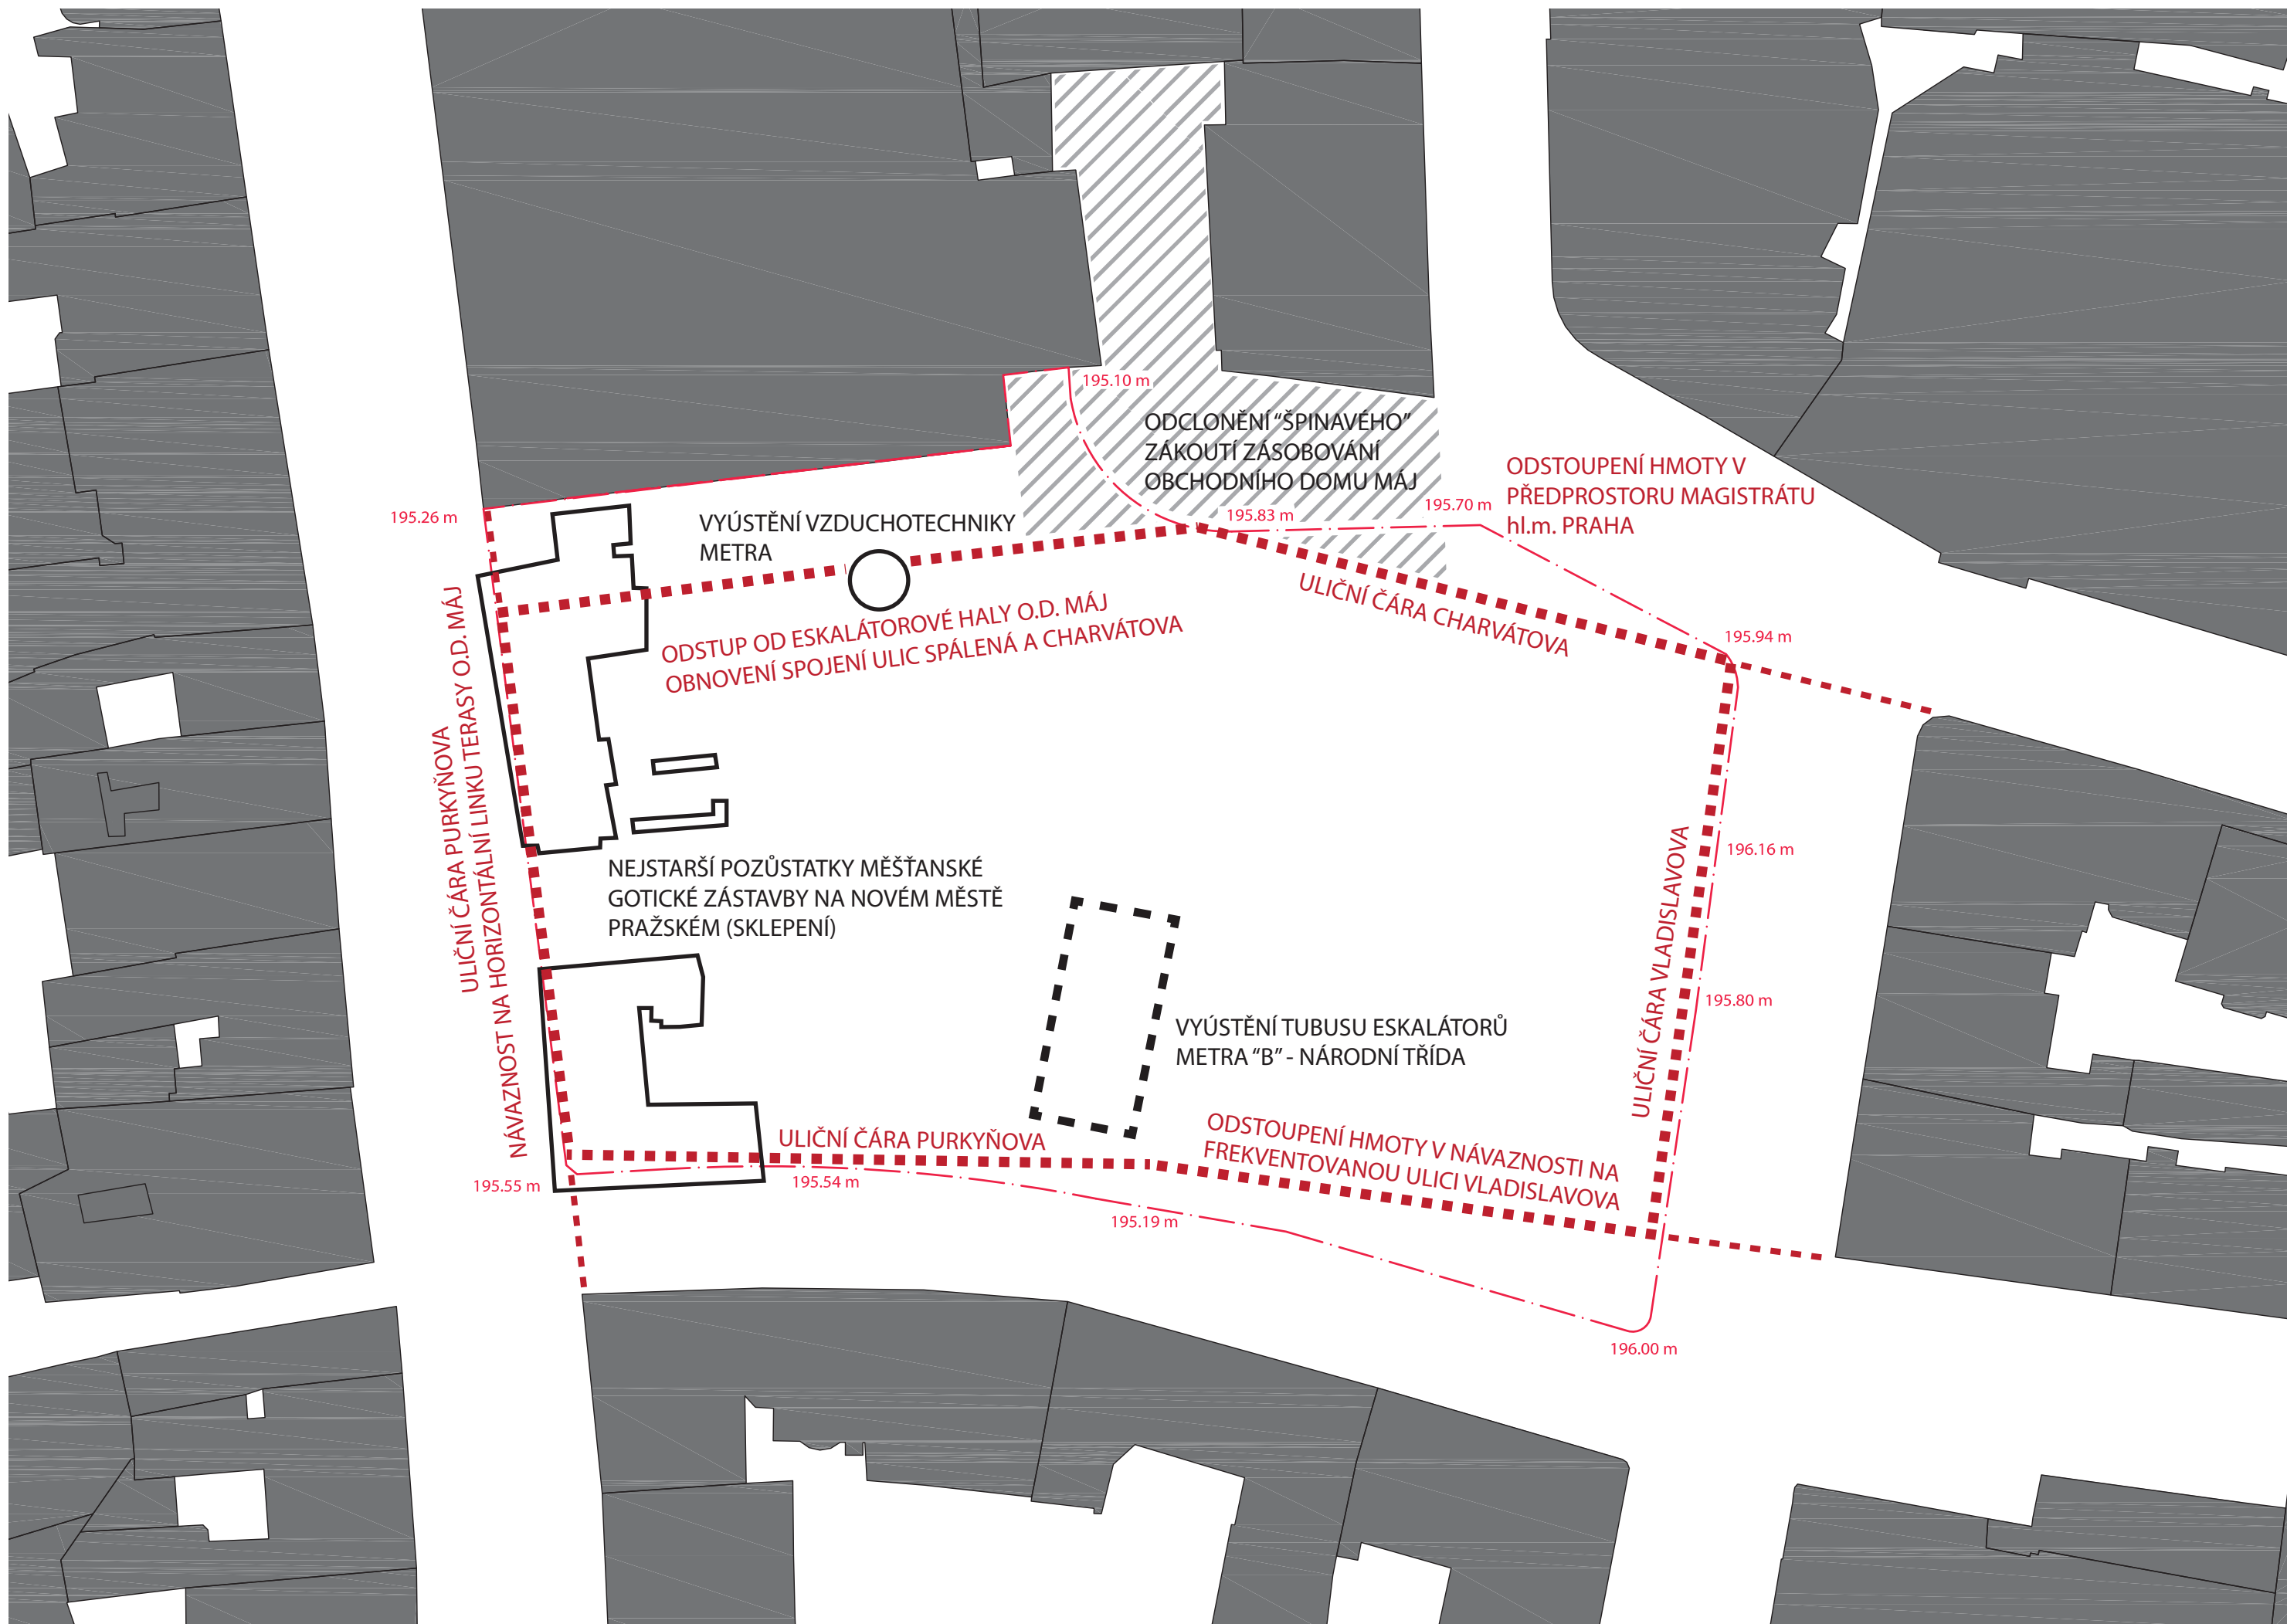 195.10 m
ODCLONĚNÍ “ŠPINAVÉHO”
ZÁKOUTÍ ZÁSOBOVÁNÍ
OBCHODNÍHO DOMU MÁJ
ODSTOUPENÍ HMOTY V
PŘEDPROSTORU MAGISTRÁTU
hl.m. PRAHA
195.26 m
VYÚSTĚNÍ VZDUCHOTECHNIKY
METRA
195.83 m
195.70 m
ULIČNÍ ČÁRA CHARVÁTOVA
ODSTUP OD ESKALÁTOROVÉ HALY O.D. MÁJ
OBNOVENÍ SPOJENÍ ULIC SPÁLENÁ A CHARVÁTOVA
195.94 m
ULIČNÍ ČÁRA PURKYŇOVA
NÁVAZNOST NA HORIZONTÁLNÍ LINKU TERASY O.D. MÁJ
196.16 m
NEJSTARŠÍ POZŮSTATKY MĚŠŤANSKÉ
GOTICKÉ ZÁSTAVBY NA NOVÉM MĚSTĚ
PRAŽSKÉM (SKLEPENÍ)
ULIČNÍ ČÁRA VLADISLAVOVA
195.80 m
VYÚSTĚNÍ TUBUSU ESKALÁTORŮ
METRA “B” - NÁRODNÍ TŘÍDA
ULIČNÍ ČÁRA PURKYŇOVA
ODSTOUPENÍ HMOTY V NÁVAZNOSTI NA
FREKVENTOVANOU ULICI VLADISLAVOVA
195.55 m
195.54 m
195.19 m
196.00 m